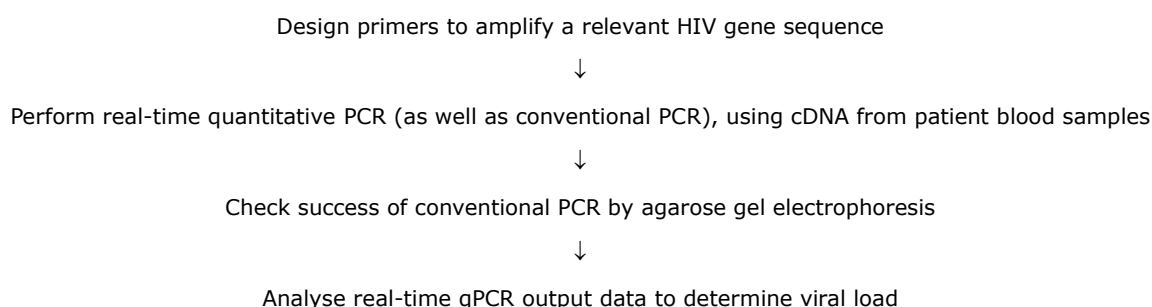 Design primers to amplify a relevant HIV gene sequence
↓
Perform real-time quantitative PCR (as well as conventional PCR), using cDNA from patient blood samples
↓
Check success of conventional PCR by agarose gel electrophoresis
↓
Analyse real-time qPCR output data to determine viral load